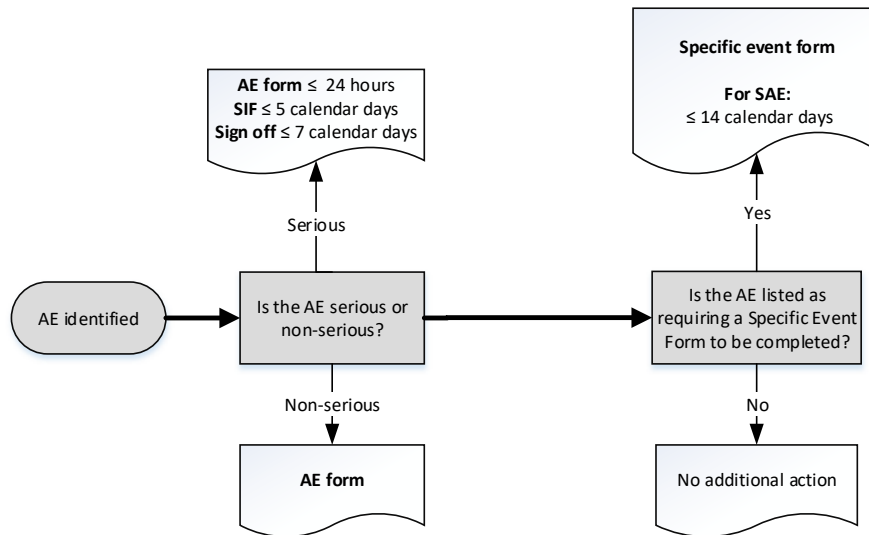 AE form ≤ 24 hours
SIF ≤ 5 calendar days
Sign off ≤ 7 calendar days
Specific event form
For SAE:
≤ 14 calendar days
Serious
Yes
AE identified
Is the AE serious or
non-serious?
Is the AE listed as
requiring a Specific Event
Form to be completed?
Non-serious
No
AE form
No additional action